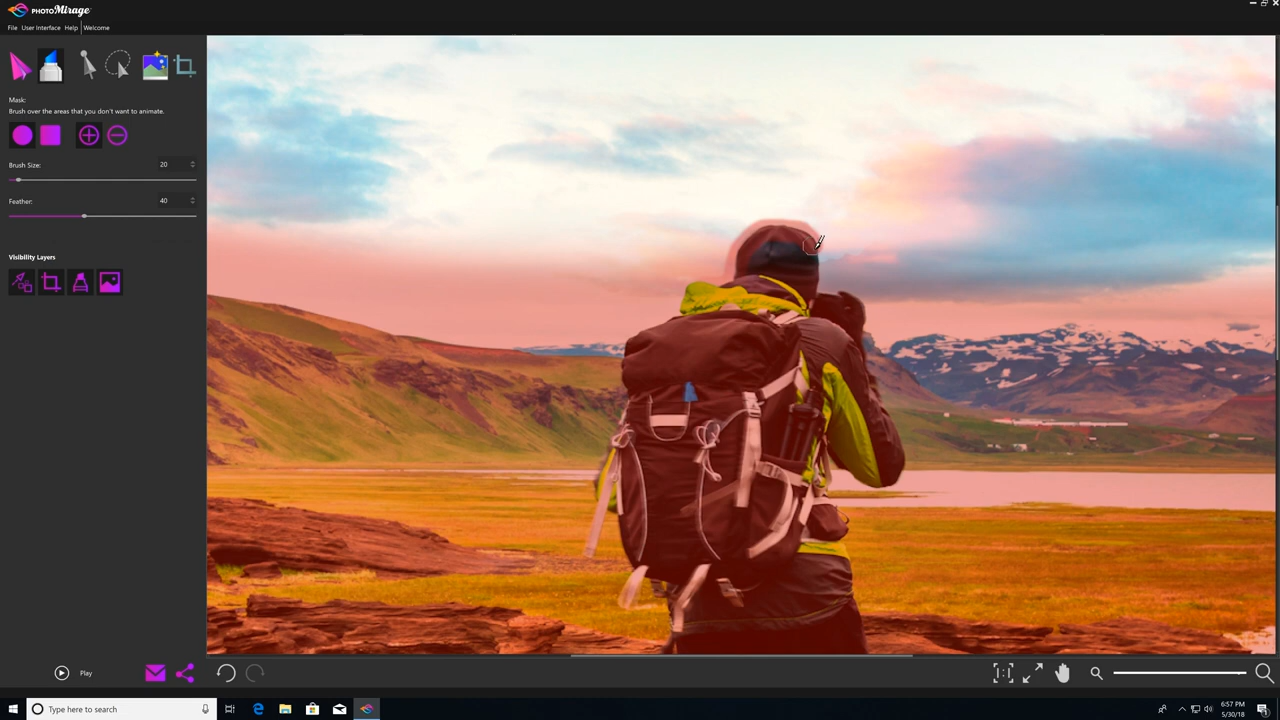 PHOTOMirage
File User Interface Help Welcome
Mask:
Brush over the areas that you don't want to animate.
Brush Size: 20
Feather: 40
Visibility Layers
Play
Type here to search
6:57 PM
5/30/18